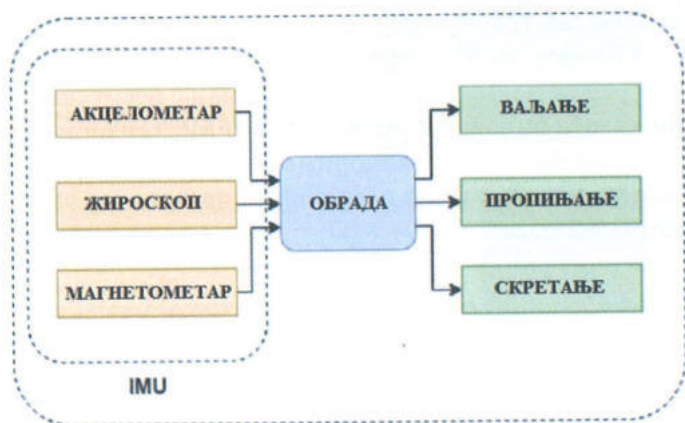 АКЦЕЛОМЕТАР
ЖИРОСКОП
МАГНЕТОМЕТАР
IMU
ОБРАДА
ВАЉАЊЕ
ПРОПИЊАЊЕ
СКРЕТАЊЕ